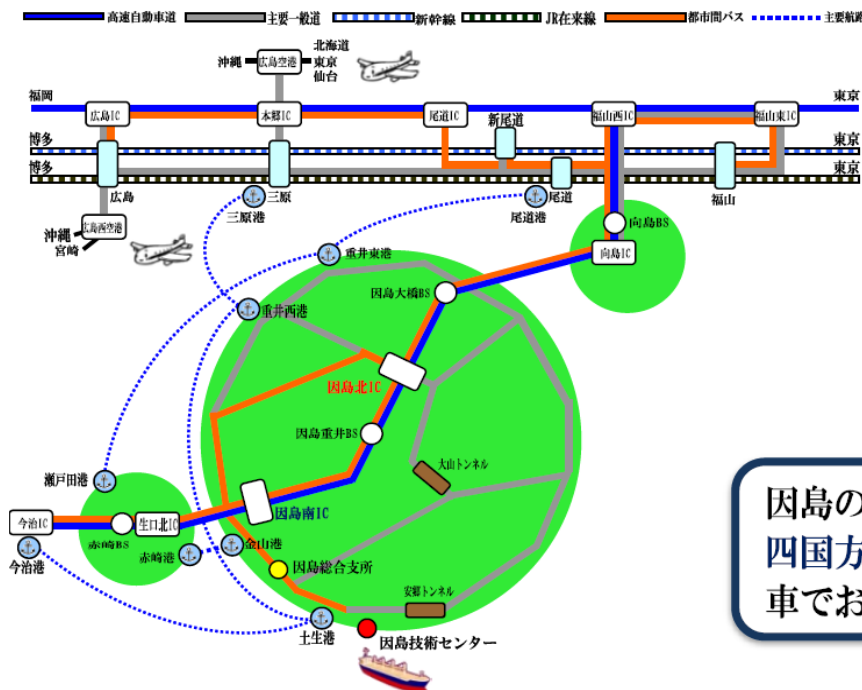 高速自動車道 主要一般道 新幹線 JR在来線 都市間バス 主要航路
沖縄
広島空港
北海道
東京
仙台
福岡
東京
広島IC
本郷IC
尾道IC
福山西IC
福山東IC
新尾道
博多
東京
博多
東京
広島
三原
尾道
福山
三原港
尾道港
沖縄
宮崎
広島西空港
向島BS
向島IC
重井東港
因島大橋BS
重井西港
因島北IC
因島重井BS
大山トンネル
瀬戸田港
因島南IC
今治IC
赤崎BS
生口北IC
今治港
赤崎港
金山港
因島総合支所
安郷トンネル
土生港
因島技術センター
因島の
四国方
車でお